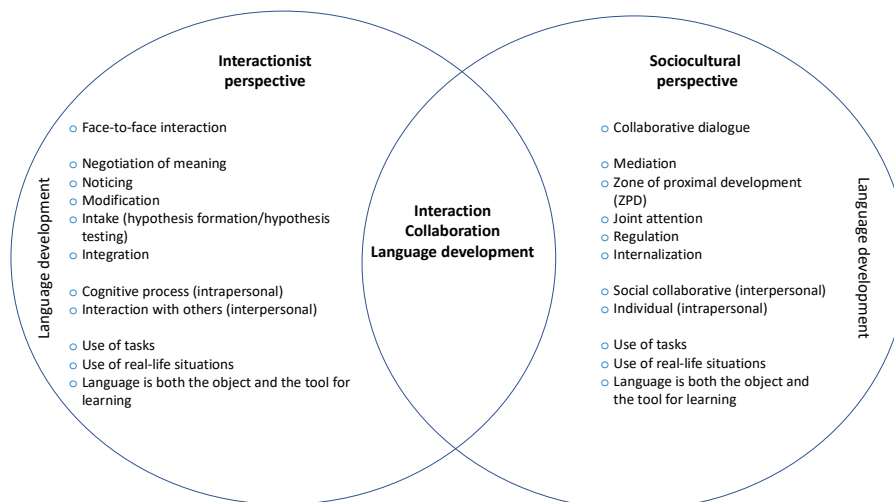 Interactionist
perspective
Face-to-face interaction
Negotiation of meaning
Noticing
Modification
Intake (hypothesis formation/hypothesis
testing)
Integration
Cognitive process (intrapersonal)
Interaction with others (interpersonal)
Use of tasks
Use of real-life situations
Language is both the object and the tool for
learning
Language development
Interaction
Collaboration
Language development
Sociocultural
perspective
Collaborative dialogue
Mediation
Zone of proximal development
(ZPD)
Joint attention
Regulation
Internalization
Social collaborative (interpersonal)
Individual (intrapersonal)
Use of tasks
Use of real-life situations
Language is both the object and
the tool for learning
Language development